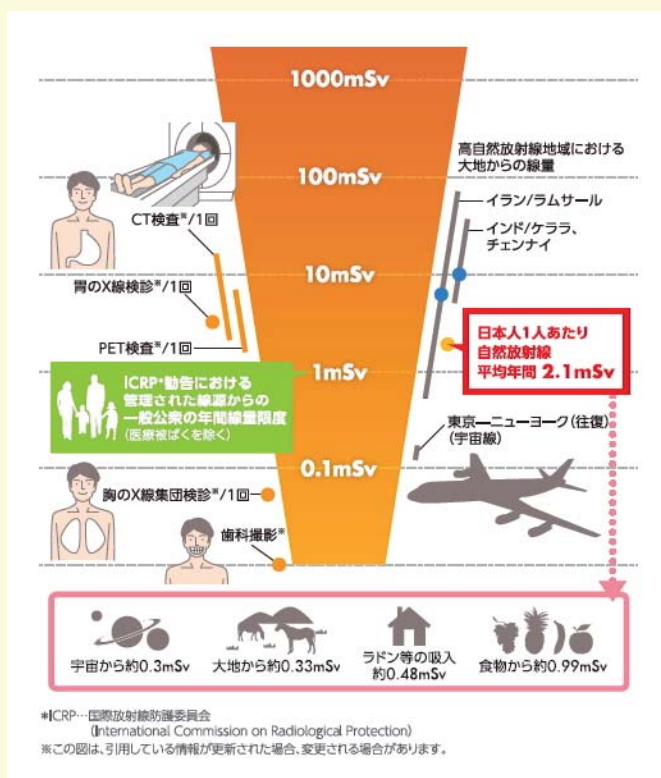 1000mSv
100mSv
10mSv
1mSv
0.1mSv
CT検査※/1回
胃のX線検診※/1回
PET検査※/1回
ICRP*勧告における
管理された線源からの
一般公衆の年間線量限度
(医療被ばくを除く)
胸のX線集団検診※/1回
歯科撮影※
高自然放射線地域における
大地からの線量
イラン/ラムサール
インド/ケララ、
チェンナイ
日本人1人あたり
自然放射線
平均年間 2.1mSv
東京―ニューヨーク(往復)
(宇宙線)
宇宙から約0.3mSv
大地から約0.33mSv
ラドン等の吸入
約0.48mSv
食物から約0.99mSv
*ICRP…国際放射線防護委員会
(International Commission on Radiological Protection)
※この図は、引用している情報が更新された場合、変更される場合があります。